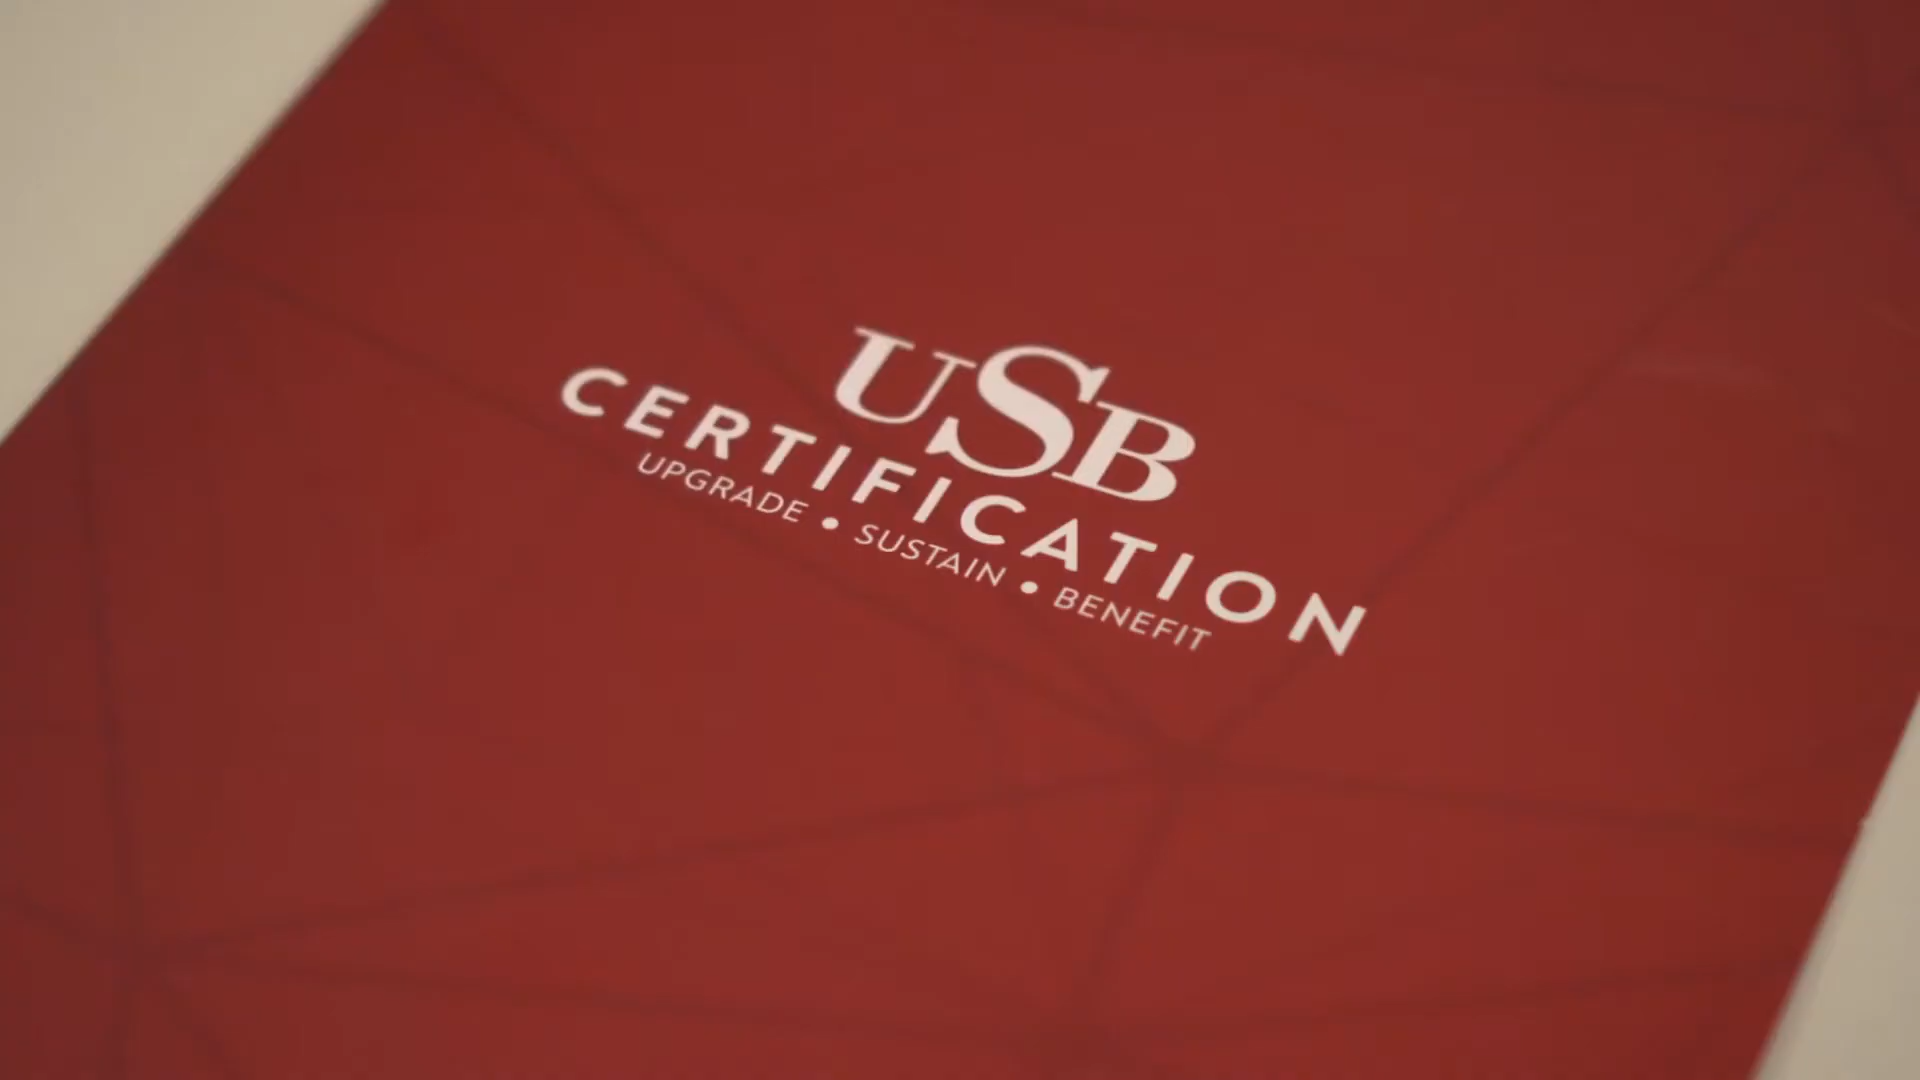 USB
CERTIFICATION
UPGRADE • SUSTAIN • BENEFIT